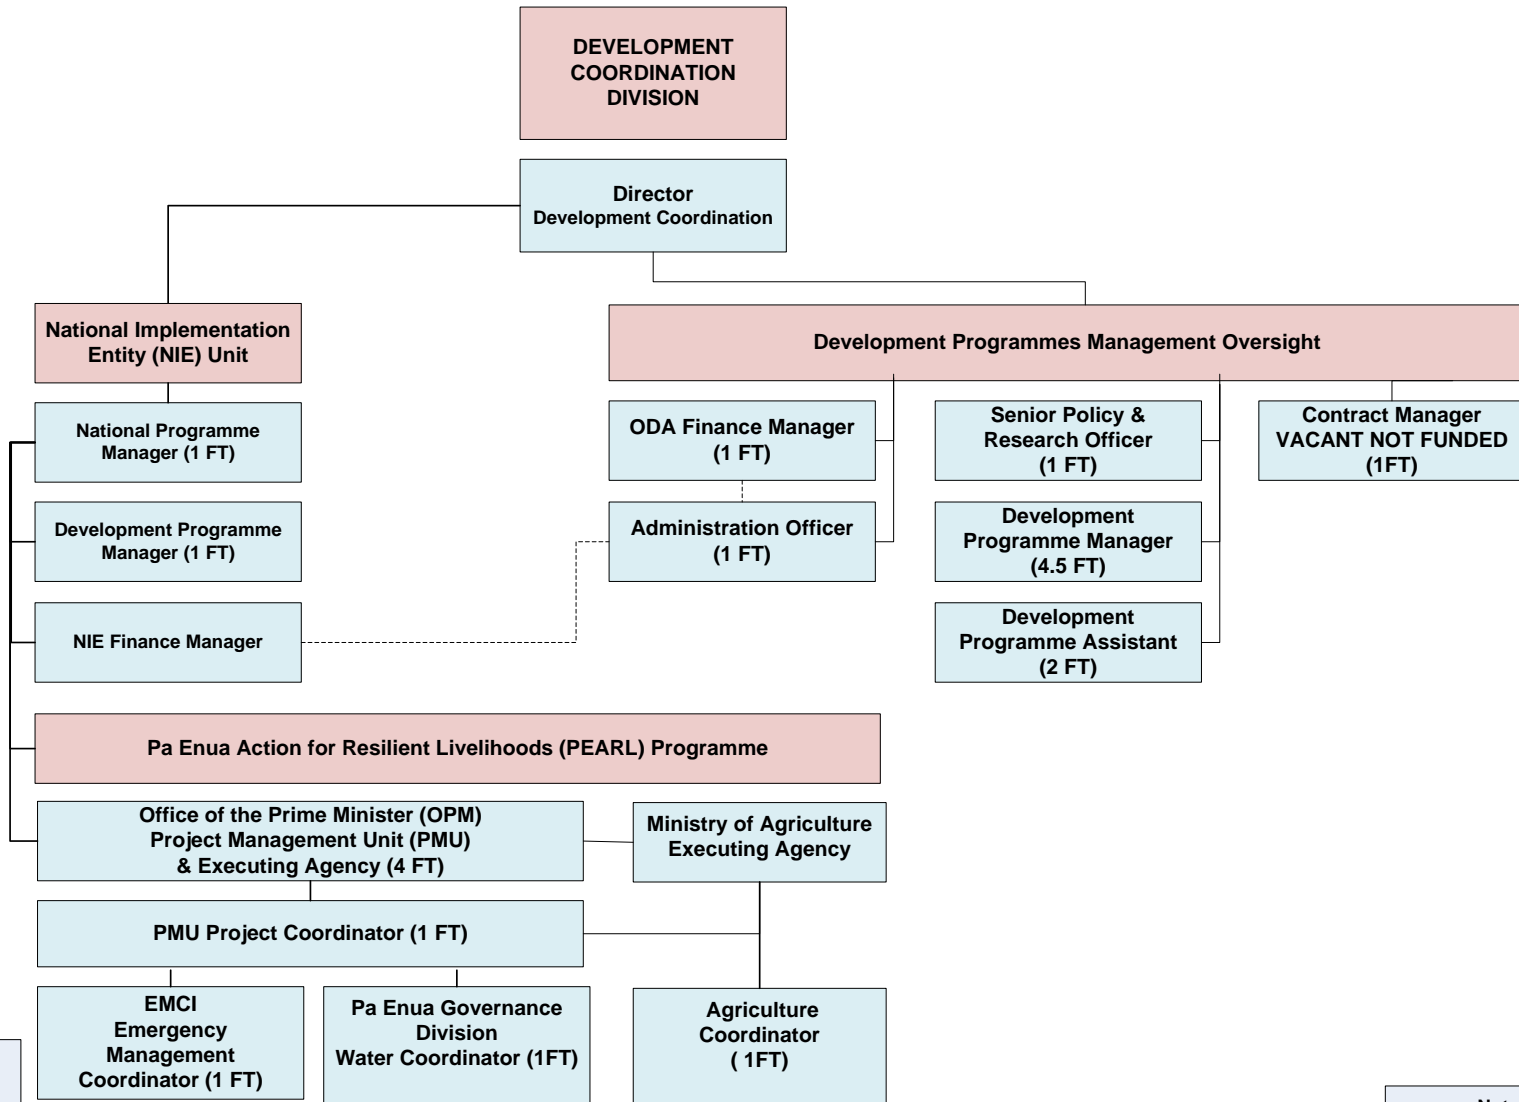 DEVELOPMENT
COORDINATION
DIVISION
Director
Development Coordination
National Implementation
Entity (NIE) Unit
Development Programmes Management Oversight
National Programme
Manager (1 FT)
Development Programme
Manager (1 FT)
NIE Finance Manager
ODA Finance Manager
(1 FT)
Administration Officer
(1 FT)
Senior Policy &
Research Officer
(1 FT)
Development
Programme Manager
(4.5 FT)
Development
Programme Assistant
(2 FT)
Contract Manager
VACANT NOT FUNDED
(1FT)
Pa Enua Action for Resilient Livelihoods (PEARL) Programme
Office of the Prime Minister (OPM)
Project Management Unit (PMU)
& Executing Agency (4 FT)
Ministry of Agriculture
Executing Agency
PMU Project Coordinator (1 FT)
EMCI
Emergency
Management
Coordinator (1 FT)
Pa Enua Governance
Division
Water Coordinator (1FT)
Agriculture
Coordinator
( 1FT)